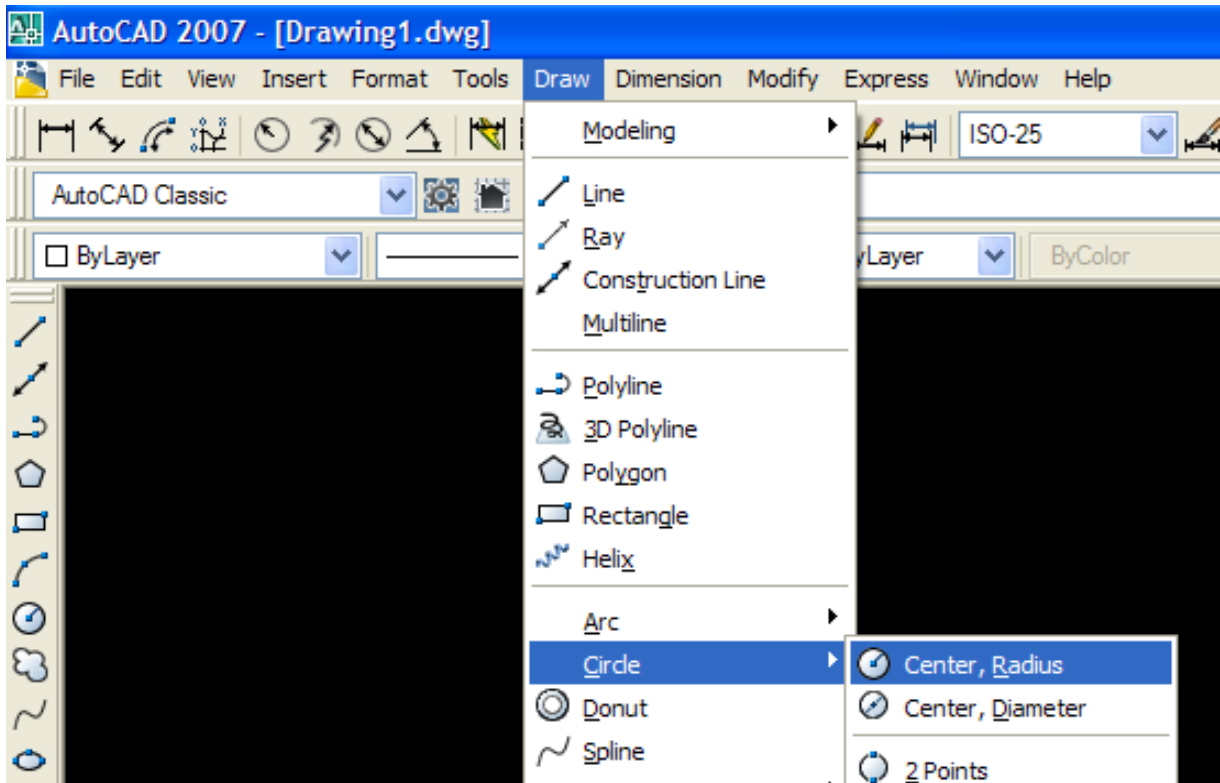 AutoCAD 2007 - [Drawing1.dwg]
File Edit View Insert Format Tools Draw Dimension Modify Express Window Help
Modeling
ISO-25
AutoCAD Classic
Line
Ray
ByLayer
yLayer
ByColor
Construction Line
Multiline
Polyline
3D Polyline
Polygon
Rectangle
Helix
Arc
Circle
Center, Radius
Donut
Center, Diameter
Spline
2 Points